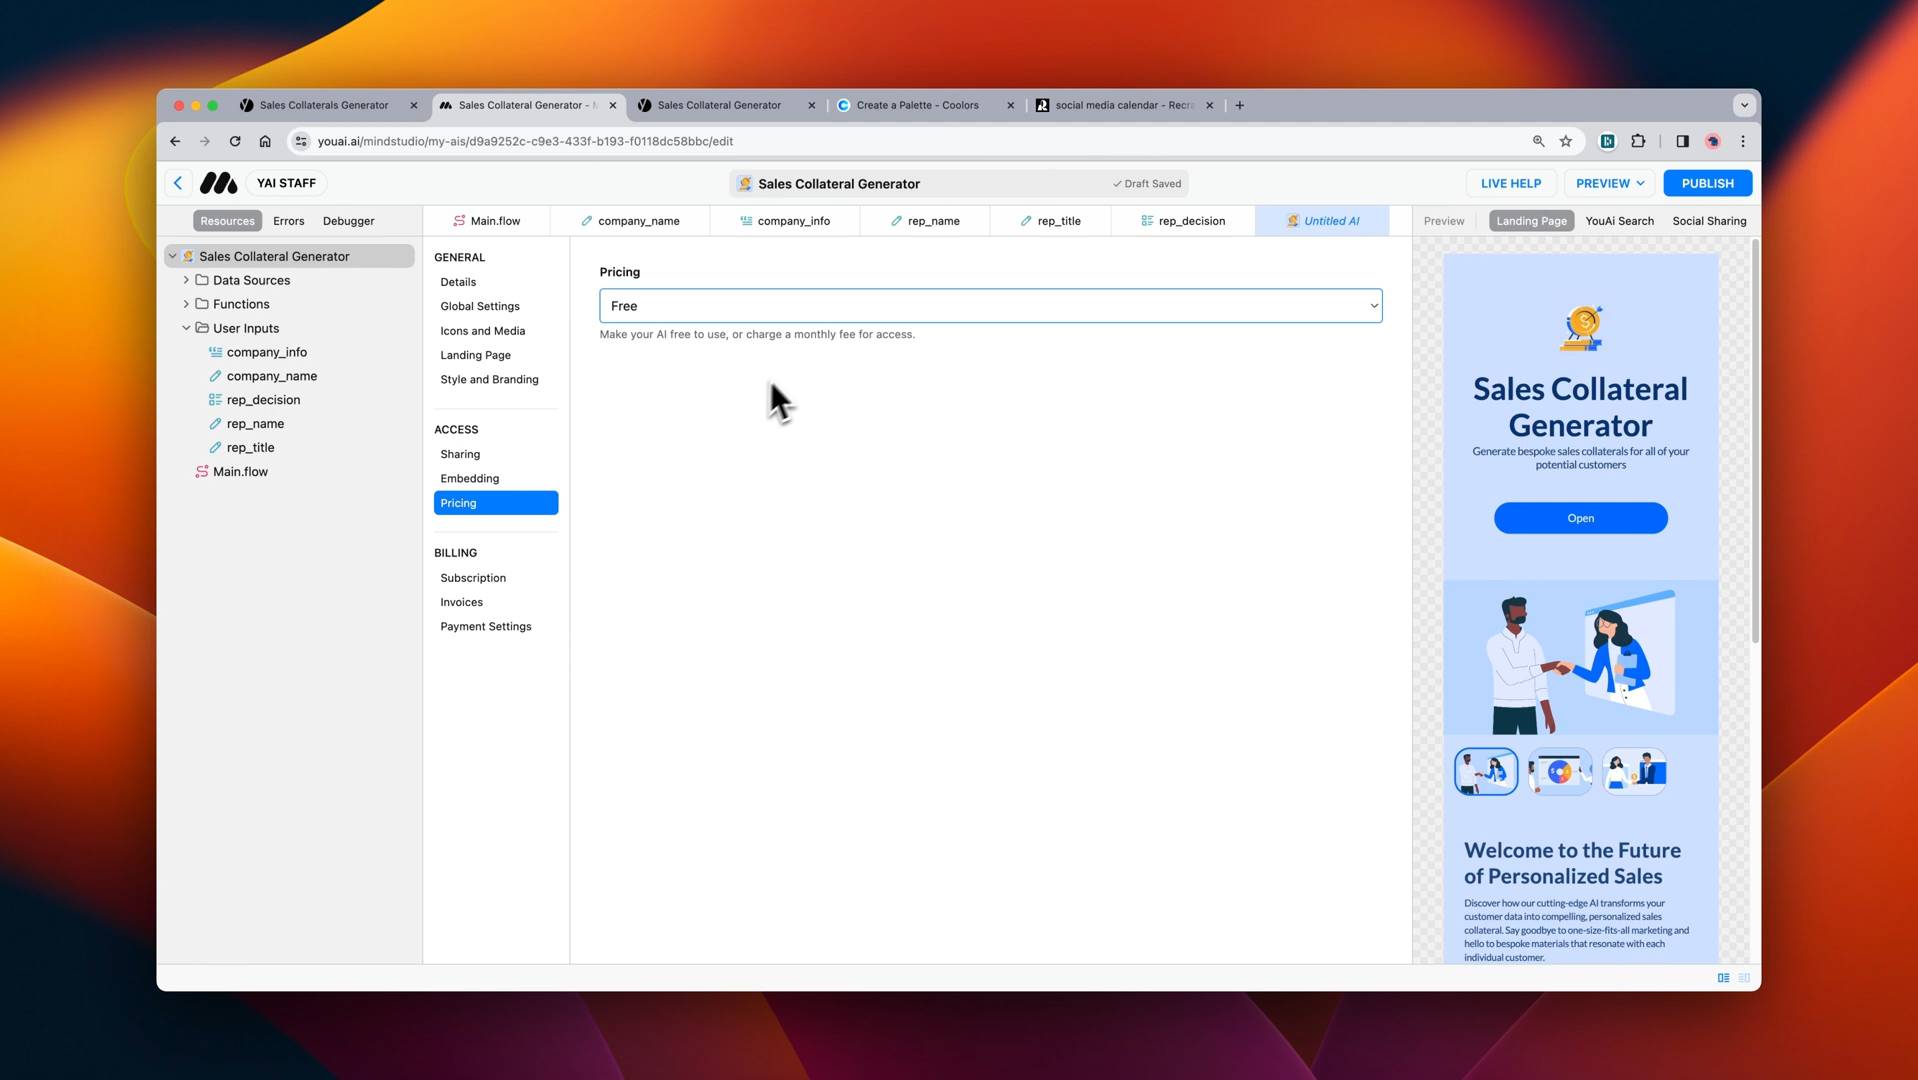 Sales Collaterals Generator
Sales Collateral Generator -
Sales Collateral Generator
Create a Palette - Coolors
social media calendar - Recra
youai.ai/mindstudio/my-ais/d9a9252c-c9e3-433f-b193-f0118dc58bbc/edit
YAI STAFF
Sales Collateral Generator
Draft Saved
LIVE HELP
PREVIEW
PUBLISH
Resources
Errors
Debugger
Main.flow
company_name
company_info
rep_name
rep_title
rep_decision
Untitled AI
Preview
Landing Page
YouAi Search
Social Sharing
Sales Collateral Generator
Data Sources
Functions
User Inputs
company_info
company_name
rep_decision
rep_name
rep_title
Main.flow
GENERAL
Details
Global Settings
Icons and Media
Landing Page
Style and Branding
ACCESS
Sharing
Embedding
Pricing
BILLING
Subscription
Invoices
Payment Settings
Pricing
Free
Make your AI free to use, or charge a monthly fee for access.
Sales Collateral
Generator
Generate bespoke sales collaterals for all of your
potential customers
Open
Welcome to the Future
of Personalized Sales
Discover how our cutting-edge AI transforms your
customer data into compelling, personalized sales
collateral. Say goodbye to one-size-fits-all marketing and
hello to bespoke materials that resonate with each
individual customer.